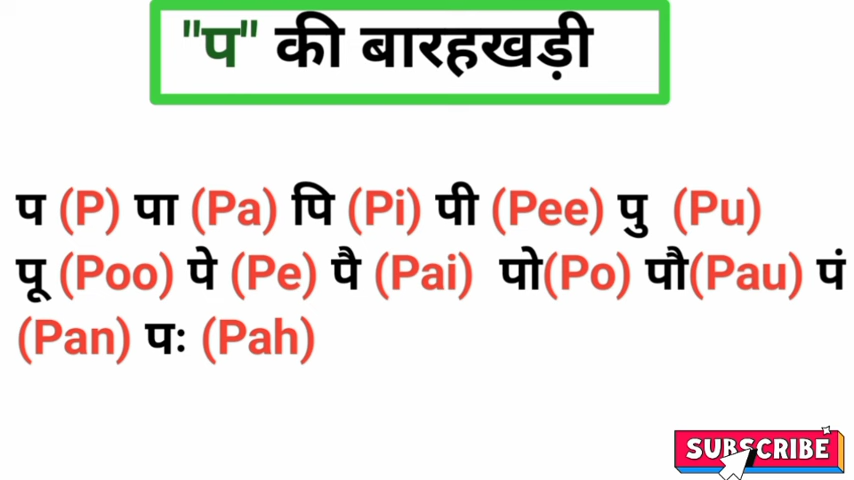 "प" की बारहखड़ी
प (P) पा (Pa) पि (Pi) पी (Pee) पु (Pu)
पू (Poo) पे (Pe) पै (Pai) पो(Po) पौ(Pau) पं
(Pan) पः (Pah)
SUBSCRIBE